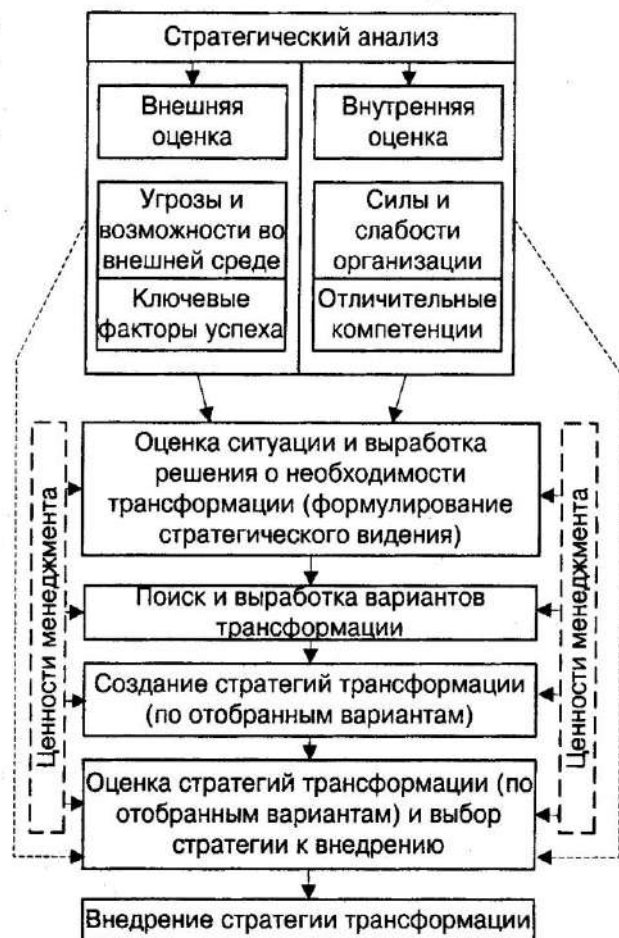 Стратегический анализ
Внешняя
оценка
Угрозы и
возможности во
внешней среде
Ключевые
факторы успеха
Внутренняя
оценка
Силы и
слабости
организации
Отличительные
компетенции
Ценности менеджмента
Оценка ситуации и выработка
решения о необходимости
трансформации (формулирование
стратегического видения)
Поиск и выработка вариантов
трансформации
Создание стратегий трансформации
(по отобранным вариантам)
Оценка стратегий трансформации (по
отобранным вариантам) и выбор
стратегии к внедрению
Ценности менеджмента
Внедрение стратегии трансформации